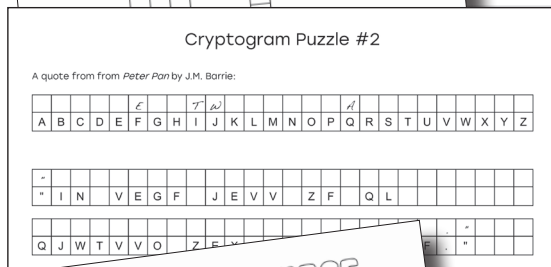 Cryptogram Puzzle #2
A quote from from Peter Pan by J.M. Barrie:
E T W A
A B C D E F G H I J K L M N O P Q R S T U V W X Y Z
"
" I N V E G F J E V V Z F Q L
. "
Q J W T V V O Z F . "